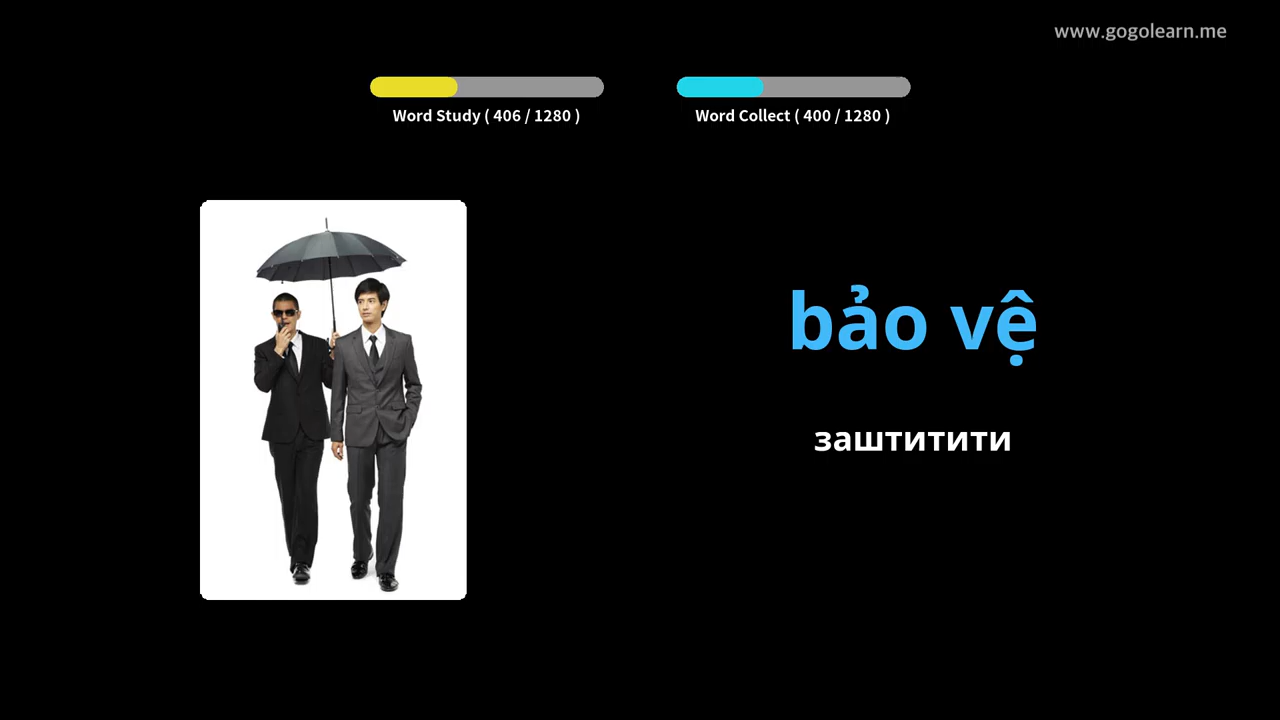 www.gogolearn.me
Word Study ( 406 / 1280 )
Word Collect ( 400 / 1280 )
bảo vệ
заштитити